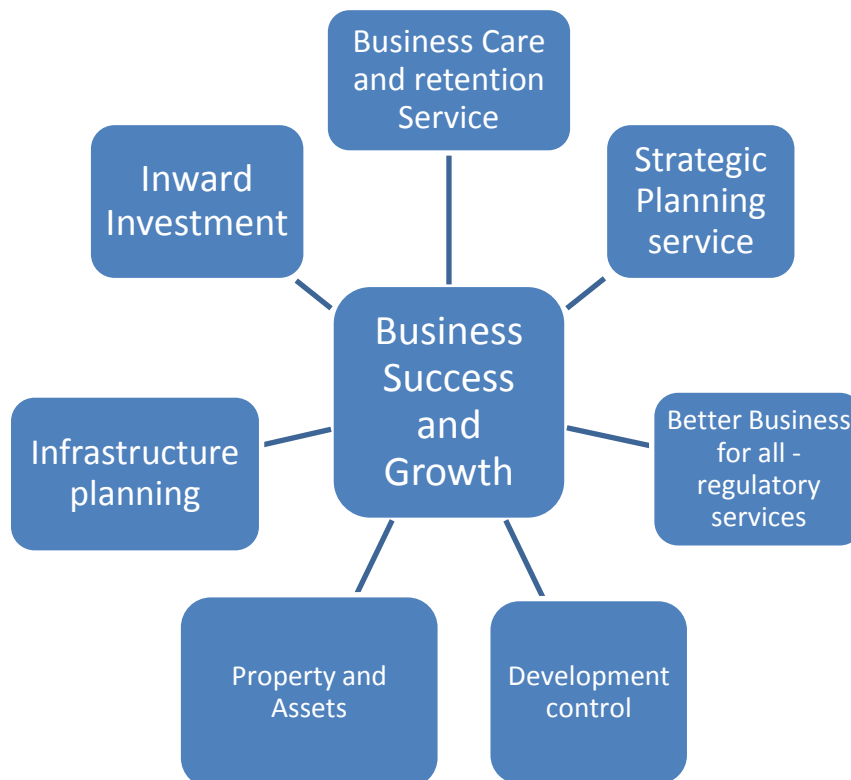 Business Care
and retention
Service
Strategic
Planning
service
Better Business
for all -
regulatory
services
Development
control
Property and
Assets
Infrastructure
planning
Inward
Investment
Business
Success
and
Growth